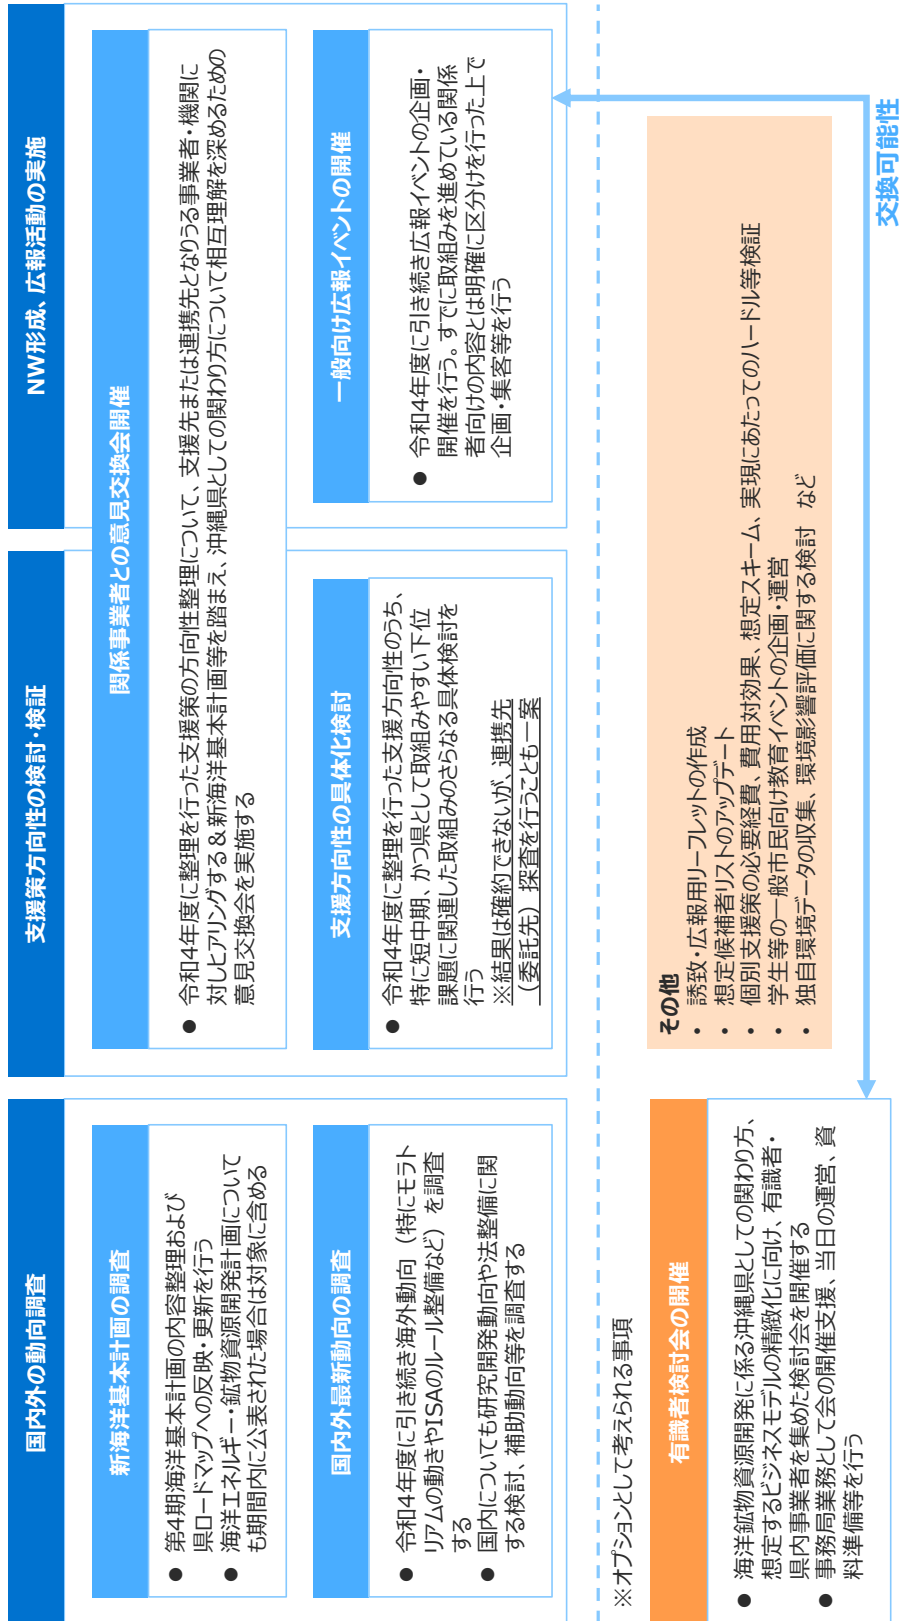 国内外の動向調査
新海洋基本計画の調査
● 第4期海洋基本計画の内容整理および
県ロードマップへの反映・更新を行う
● 海洋エネルギー・鉱物資源開発計画について
も期間内に公表された場合は対象に含める
国内外最新動向の調査
● 令和4年度に引き続き海外動向（特にモラト
リアムの動きやISAのルール整備など）を調査
する
● 国内についても研究開発動向や法整備に関
する検討、補助動向等を調査する
支援策方向性の検討・検証
NW形成、広報活動の実施
関係事業者との意見交換会開催
● 令和4年度に整理を行った支援策の方向性整理について、支援先または連携先となりうる事業者・機関に
対しヒアリングする＆新海洋基本計画等を踏まえ、沖縄県としての関わり方について相互理解を深めるための
意見交換会を実施する
支援方向性の具体化検討
● 令和4年度に整理を行った支援方向性のうち、
特に短中期、かつ県として取組みやすい下位
課題に関連した取組みのさらなる具体検討を
行う
※結果は確約できないが、連携先
（委託先）探査を行うことも一案
一般向け広報イベントの開催
● 令和4年度に引き続き広報イベントの企画・
開催を行う。すでに取組みを進めている関係
者向けの内容とは明確に区分けを行った上で
企画・集客等を行う
※オプションとして考えられる事項
有識者検討会の開催
● 海洋鉱物資源開発に係る沖縄県としての関わり方、
想定するビジネスモデルの精緻化に向け、有識者・
県内事業者を集めた検討会を開催する
● 事務局業務として会の開催支援、当日の運営、資
料準備等を行う
その他
• 誘致・広報用リーフレットの作成
• 想定候補者リストのアップデート
• 個別支援策の必要経費、費用対効果、想定スキーム、実現にあたってのハードル等検証
• 学生等の一般市民向け教育イベントの企画・運営
• 独自環境データの収集、環境影響評価に関する検討 など
交換可能性